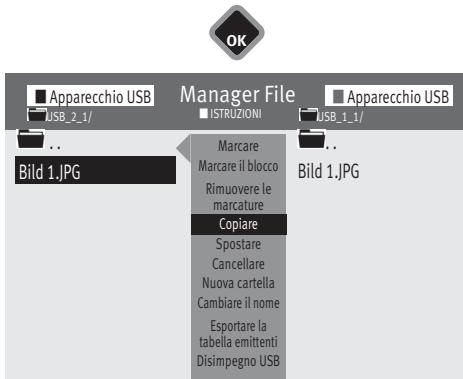 OK
Apparecchio USB
Manager File
Apparecchio USB
USB_2_1/
ISTRUZIONI
USB_1_1/
. .
Marcare
. .
Bild 1.JPG
Marcare il blocco
Bild 1.JPG
Rimuovere le
marcature
Copiare
Spostare
Cancellare
Nuova cartella
Cambiare il nome
Esportare la
tabella emittenti
Disimpegno USB